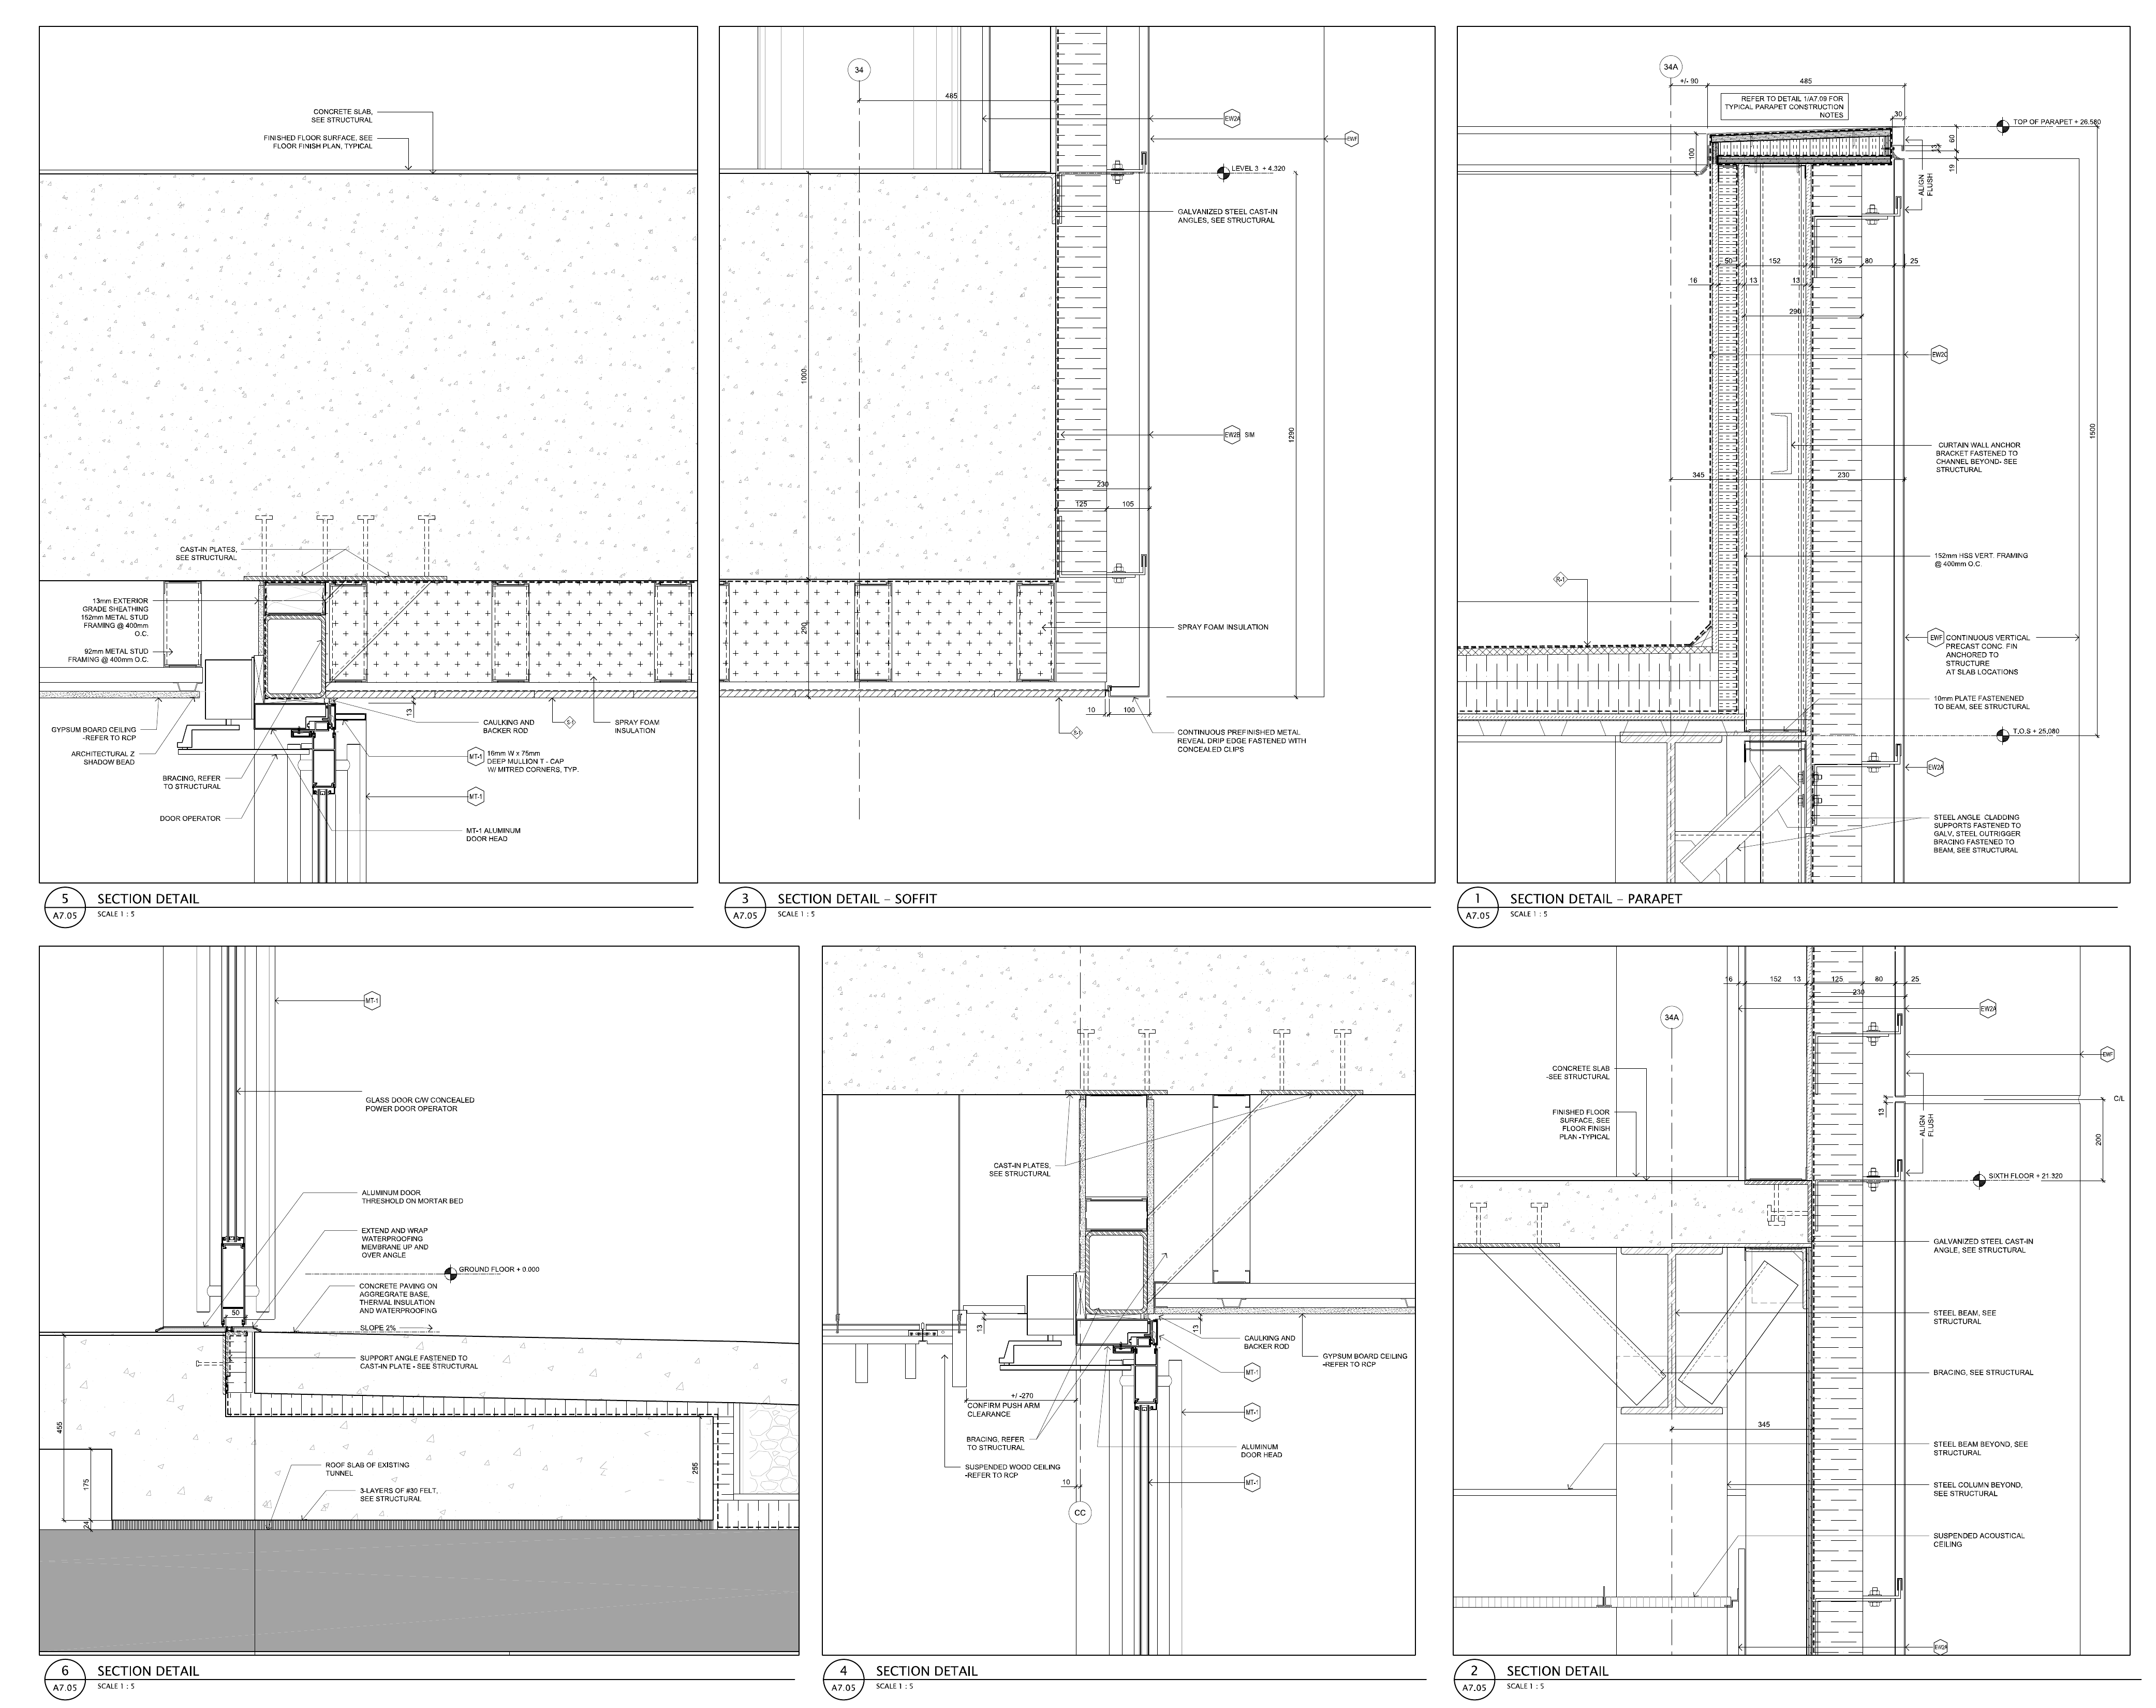 CONCRETE SLAB,
SEE STRUCTURAL
FINISHED FLOOR SURFACE, SEE
FLOOR FINISH PLAN, TYPICAL
CAST-IN PLATES,
SEE STRUCTURAL
13mm EXTERIOR
GRADE SHEATHING
152mm METAL STUD
FRAMING @ 400mm
O.C.
92mm METAL STUD
FRAMING @ 400mm O.C.
GYPSUM BOARD CEILING
-REFER TO RCP
ARCHITECTURAL Z
SHADOW BEAD
BRACING, REFER
TO STRUCTURAL
DOOR OPERATOR
13
CAULKING AND
BACKER ROD
S-1
SPRAY FOAM
INSULATION
MT-1
16mm W x 75mm
DEEP MULLION T - CAP
W/ MITRED CORNERS, TYP.
MT-1
MT-1 ALUMINUM
DOOR HEAD
5
A7.05
SECTION DETAIL
SCALE 1 : 5
34
485
EW2A
EWF
LEVEL 3 + 4,320
GALVANIZED STEEL CAST-IN
ANGLES, SEE STRUCTURAL
1000
1290
EW2B SIM
230
125
105
290
SPRAY FOAM INSULATION
10
100
S-1
CONTINUOUS PREFINISHED METAL
REVEAL DRIP EDGE FASTENED WITH
CONCEALED CLIPS
3
A7.05
SECTION DETAIL - SOFFIT
SCALE 1 : 5
34A
+/- 90
485
REFER TO DETAIL 1/A7.09 FOR
TYPICAL PARAPET CONSTRUCTION
NOTES
30
TOP OF PARAPET + 26.580
100
13
60
19
ALIGN
FLUSH
50
152
125
80
25
16
13
13
290
EW2C
1500
CURTAIN WALL ANCHOR
BRACKET FASTENED TO
CHANNEL BEYOND- SEE
STRUCTURAL
345
230
152mm HSS VERT. FRAMING
@ 400mm O.C.
R-1
EWF
CONTINUOUS VERTICAL
PRECAST CONC. FIN
ANCHORED TO
STRUCTURE
AT SLAB LOCATIONS
10mm PLATE FASTENENED
TO BEAM, SEE STRUCTURAL
T.O.S + 25,080
EW2A
STEEL ANGLE CLADDING
SUPPORTS FASTENED TO
GALV. STEEL OUTRIGGER
BRACING FASTENED TO
BEAM, SEE STRUCTURAL
1
A7.05
SECTION DETAIL - PARAPET
SCALE 1 : 5
MT-1
GLASS DOOR C/W CONCEALED
POWER DOOR OPERATOR
ALUMINUM DOOR
THRESHOLD ON MORTAR BED
EXTEND AND WRAP
WATERPROOFING
MEMBRANE UP AND
OVER ANGLE
GROUND FLOOR + 0.000
CONCRETE PAVING ON
AGGREGRATE BASE,
THERMAL INSULATION
AND WATERPROOFING
50
SLOPE 2%
SUPPORT ANGLE FASTENED TO
CAST-IN PLATE - SEE STRUCTURAL
455
175
24
255
ROOF SLAB OF EXISTING
TUNNEL
3-LAYERS OF #30 FELT,
SEE STRUCTURAL
6
A7.05
SECTION DETAIL
SCALE 1 : 5
CAST-IN PLATES,
SEE STRUCTURAL
13
13
CAULKING AND
BACKER ROD
GYPSUM BOARD CEILING
-REFER TO RCP
MT-1
+/ -270
CONFIRM PUSH ARM
CLEARANCE
MT-1
BRACING, REFER
TO STRUCTURAL
ALUMINUM
DOOR HEAD
SUSPENDED WOOD CEILING
-REFER TO RCP
10
MT-1
CC
4
A7.05
SECTION DETAIL
SCALE 1 : 5
16
152
13
125
80
25
230
EW2A
34A
EWF
CONCRETE SLAB
-SEE STRUCTURAL
C/L
13
FINISHED FLOOR
SURFACE, SEE
FLOOR FINISH
PLAN -TYPICAL
ALIGN
FLUSH
200
SIXTH FLOOR + 21.320
GALVANIZED STEEL CAST-IN
ANGLE, SEE STRUCTURAL
STEEL BEAM, SEE
STRUCTURAL
BRACING, SEE STRUCTURAL
345
STEEL BEAM BEYOND, SEE
STRUCTURAL
STEEL COLUMN BEYOND,
SEE STRUCTURAL
SUSPENDED ACOUSTICAL
CEILING
EW2A
2
A7.05
SECTION DETAIL
SCALE 1 : 5